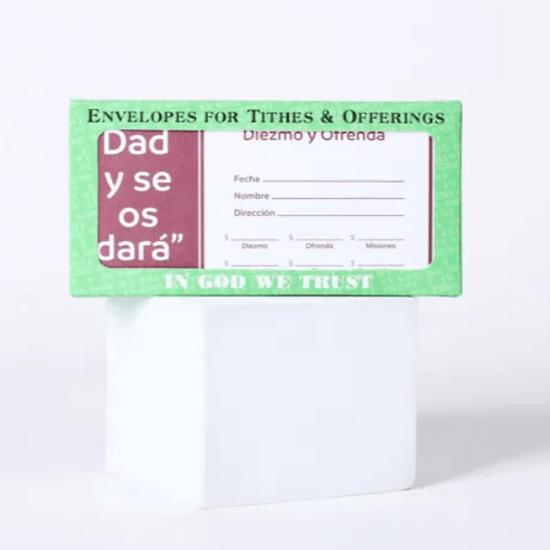 ENVELOPES FOR TITHES & OFFERINGS
Dad
y se
os
dará”
Diezmo y Ofrenda
Fecha
Nombre
Dirección
$ $ $
Diezmo Ofrenda Misiones
$ $ $
IN GOD WE TRUST